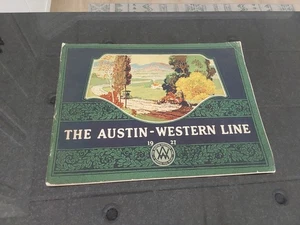 THE AUSTIN-WESTERN LINE
19 21